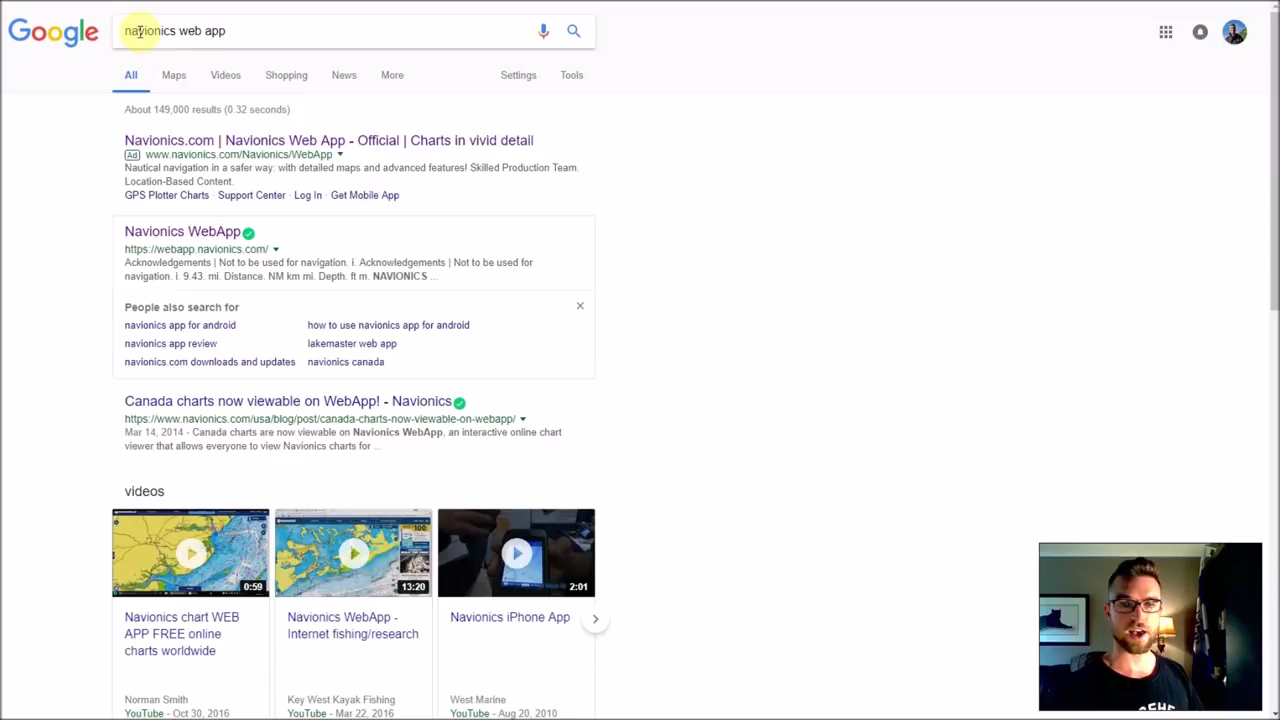 Google
navionics web app
All Maps Videos Shopping News More Settings Tools
About 149,000 results (0.32 seconds)
Navionics.com | Navionics Web App - Official | Charts in vivid detail
Ad www.navionics.com/Navionics/WebApp
Nautical navigation in a safer way: with detailed maps and advanced features! Skilled Production Team.
Location-Based Content.
GPS Plotter Charts · Support Center · Log In · Get Mobile App
Navionics WebApp
https://webapp.navionics.com/
Acknowledgements | Not to be used for navigation. i. Acknowledgements | Not to be used for
navigation. i. 9.43. mi. Distance. NM km mi. Depth. ft m. NAVIONICS ...
People also search for
navionics app for android how to use navionics app for android
navionics app review lakemaster web app
navionics.com downloads and updates navionics canada
Canada charts now viewable on WebApp! - Navionics
https://www.navionics.com/usa/blog/post/canada-charts-now-viewable-on-webapp/
Mar 14, 2014 - Canada charts are now viewable on Navionics WebApp, an interactive online chart
viewer that allows everyone to view Navionics charts for ...
videos
0:59 13:20 2:01
Navionics chart WEB
APP FREE online
charts worldwide
Norman Smith
YouTube - Oct 30, 2016
Navionics WebApp -
Internet fishing/research
Key West Kayak Fishing
YouTube - Mar 22, 2016
Navionics iPhone App
West Marine
YouTube - Aug 20, 2010